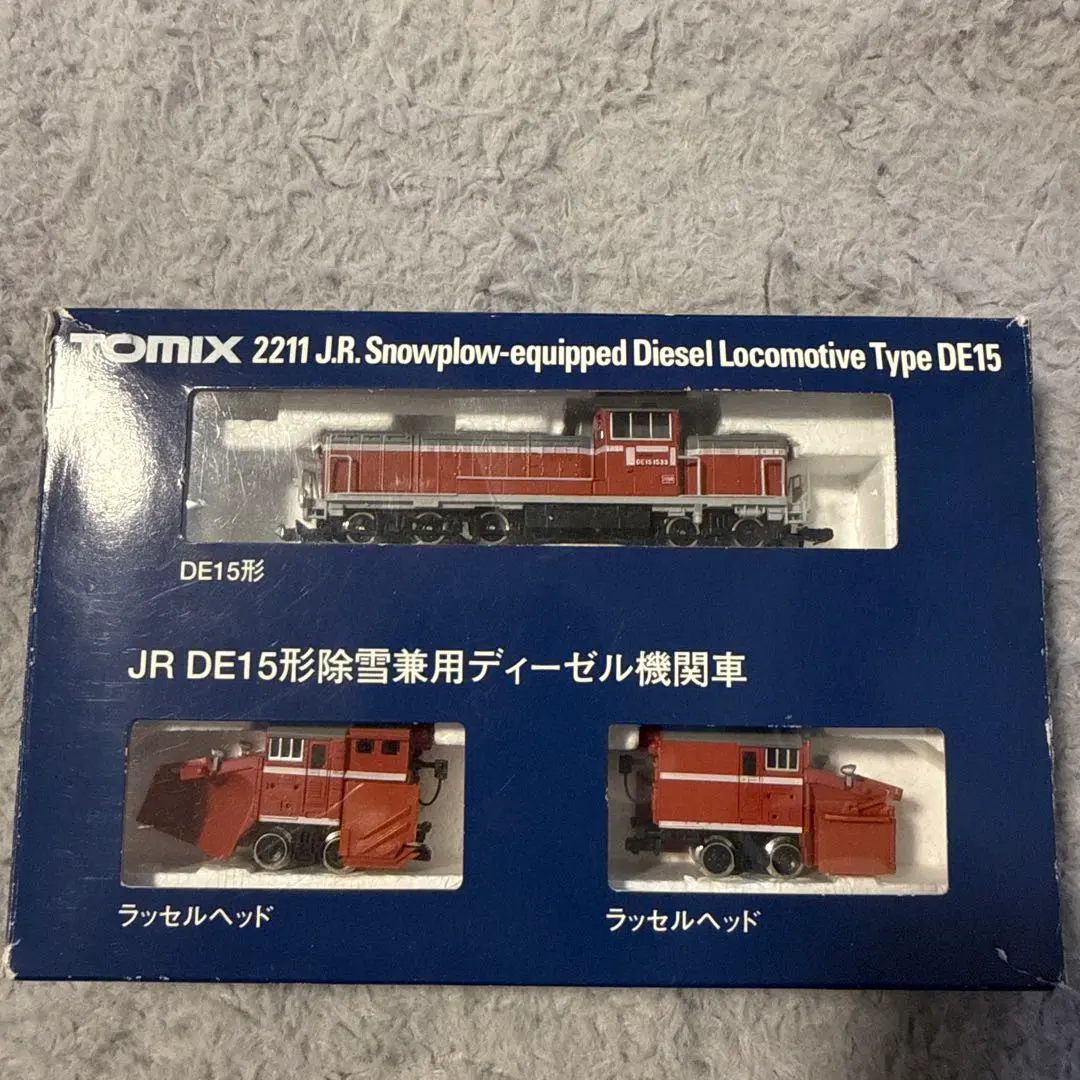 TOMIX 2211 J.R. Snowplow-equipped Diesel Locomotive Type DE15
DE15 1533
DE15形
JR DE15形除雪兼用ディーゼル機関車
ラッセルヘッド
ラッセルヘッド